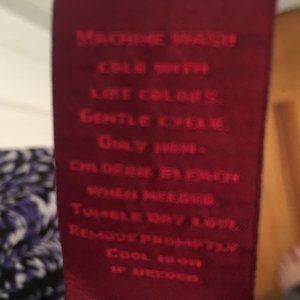 MACHINE WASH
COLD WITH
LIKE COLORS.
GENTLE CYCLE.
ONLY NON-
CHLORINE BLEACH
WHEN NEEDED.
TUMBLE DRY LOW.
REMOVE PROMPTLY.
COOL IRON
IF NEEDED.